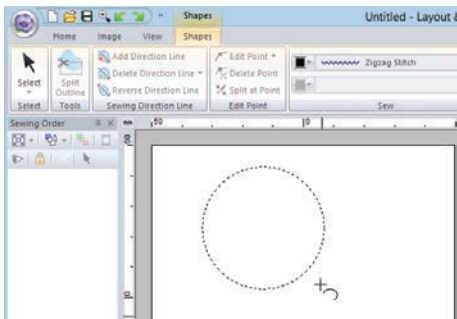 Shapes
Untitled - Layout &
Home Image View Shapes
Select
Split Outline
Add Direction Line
Delete Direction Line
Reverse Direction Line
Edit Point
Delete Point
Split at Point
Zigzag Stitch
Select Tools Sewing Direction Line Edit Point Sew
Sewing Order